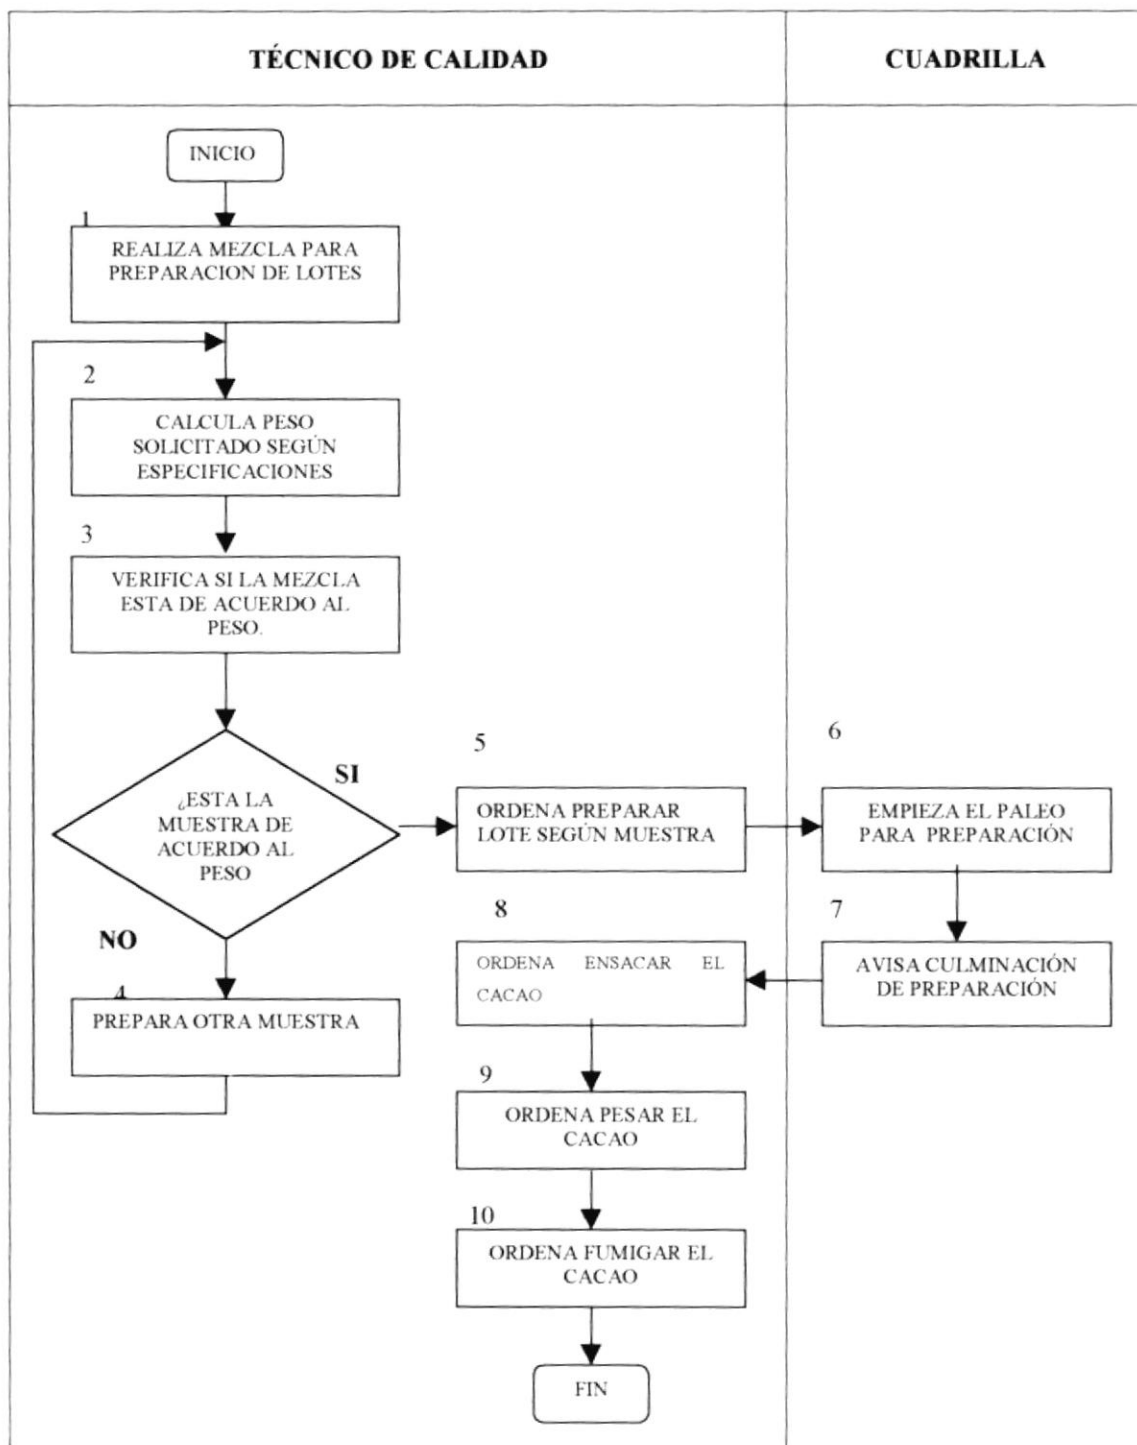 TÉCNICO DE CALIDAD
CUADRILLA
INICIO
1
REALIZA MEZCLA PARA
PREPARACION DE LOTES
2
CALCULA PESO
SOLICITADO SEGÚN
ESPECIFICACIONES
3
VERIFICA SI LA MEZCLA
ESTA DE ACUERDO AL
PESO.
¿ESTA LA
MUESTRA DE
ACUERDO AL
PESO
SI
NO
4
PREPARA OTRA MUESTRA
5
ORDENA PREPARAR
LOTE SEGÚN MUESTRA
6
EMPIEZA EL PALEO
PARA PREPARACIÓN
7
AVISA CULMINACIÓN
DE PREPARACIÓN
8
ORDENA ENSACAR EL
CACAO
9
ORDENA PESAR EL
CACAO
10
ORDENA FUMIGAR EL
CACAO
FIN